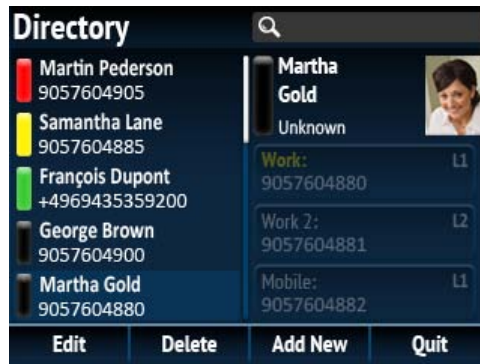 Directory
Martin Pederson
9057604905
Samantha Lane
9057604885
François Dupont
+4969435359200
George Brown
9057604900
Martha Gold
9057604880
Martha
Gold
Unknown
Work: L1
9057604880
Work 2: L2
9057604881
Mobile: L1
9057604882
Edit Delete Add New Quit